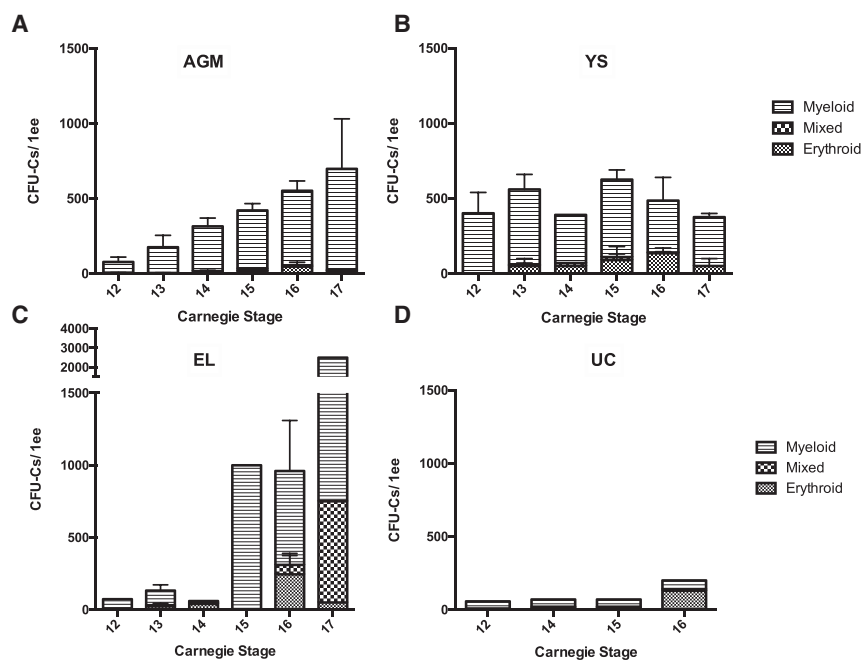 A
AGM
1500
1000
500
0
CFU-Cs/ 1ee
12 13 14 15 16 17
Carnegie Stage
B
YS
1500
1000
500
0
CFU-Cs/ 1ee
12 13 14 15 16 17
Carnegie Stage
Myeloid
Mixed
Erythroid
C
EL
4000
3000
2000
1500
1000
500
0
CFU-Cs/ 1ee
12 13 14 15 16 17
Carnegie Stage
D
UC
1500
1000
500
0
CFU-Cs/ 1ee
12 14 15 16
Carnegie Stage
Myeloid
Mixed
Erythroid